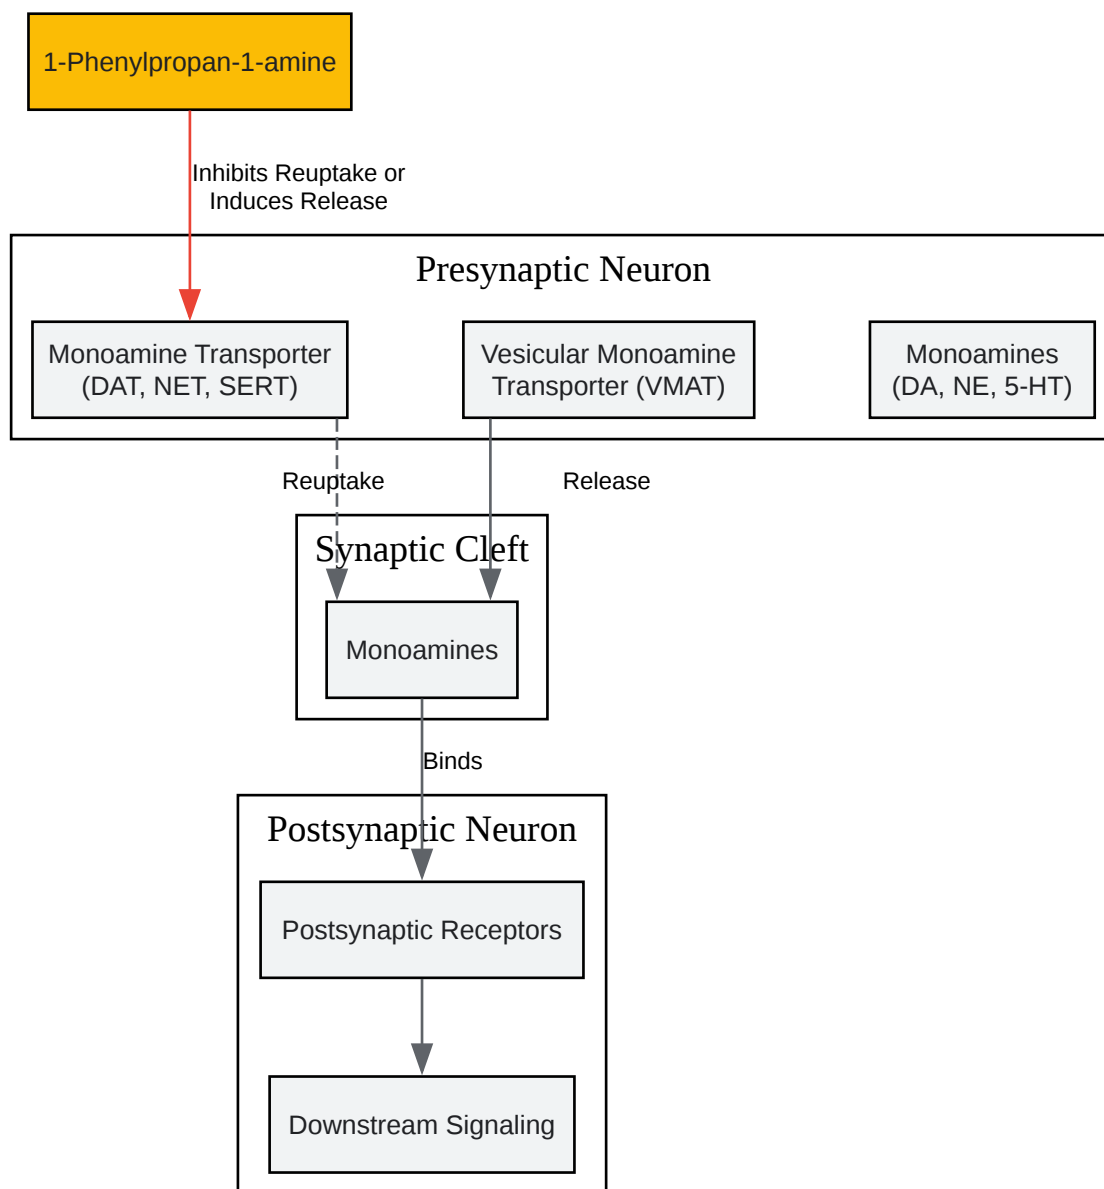 1-Phenylpropan-1-amine
Inhibits Reuptake or
Induces Release
Presynaptic Neuron
Monoamine Transporter
(DAT, NET, SERT)
Vesicular Monoamine
Transporter (VMAT)
Monoamines
(DA, NE, 5-HT)
Reuptake
Release
Synaptic Cleft
Monoamines
Binds
Postsynaptic Neuron
Postsynaptic Receptors
Downstream Signaling